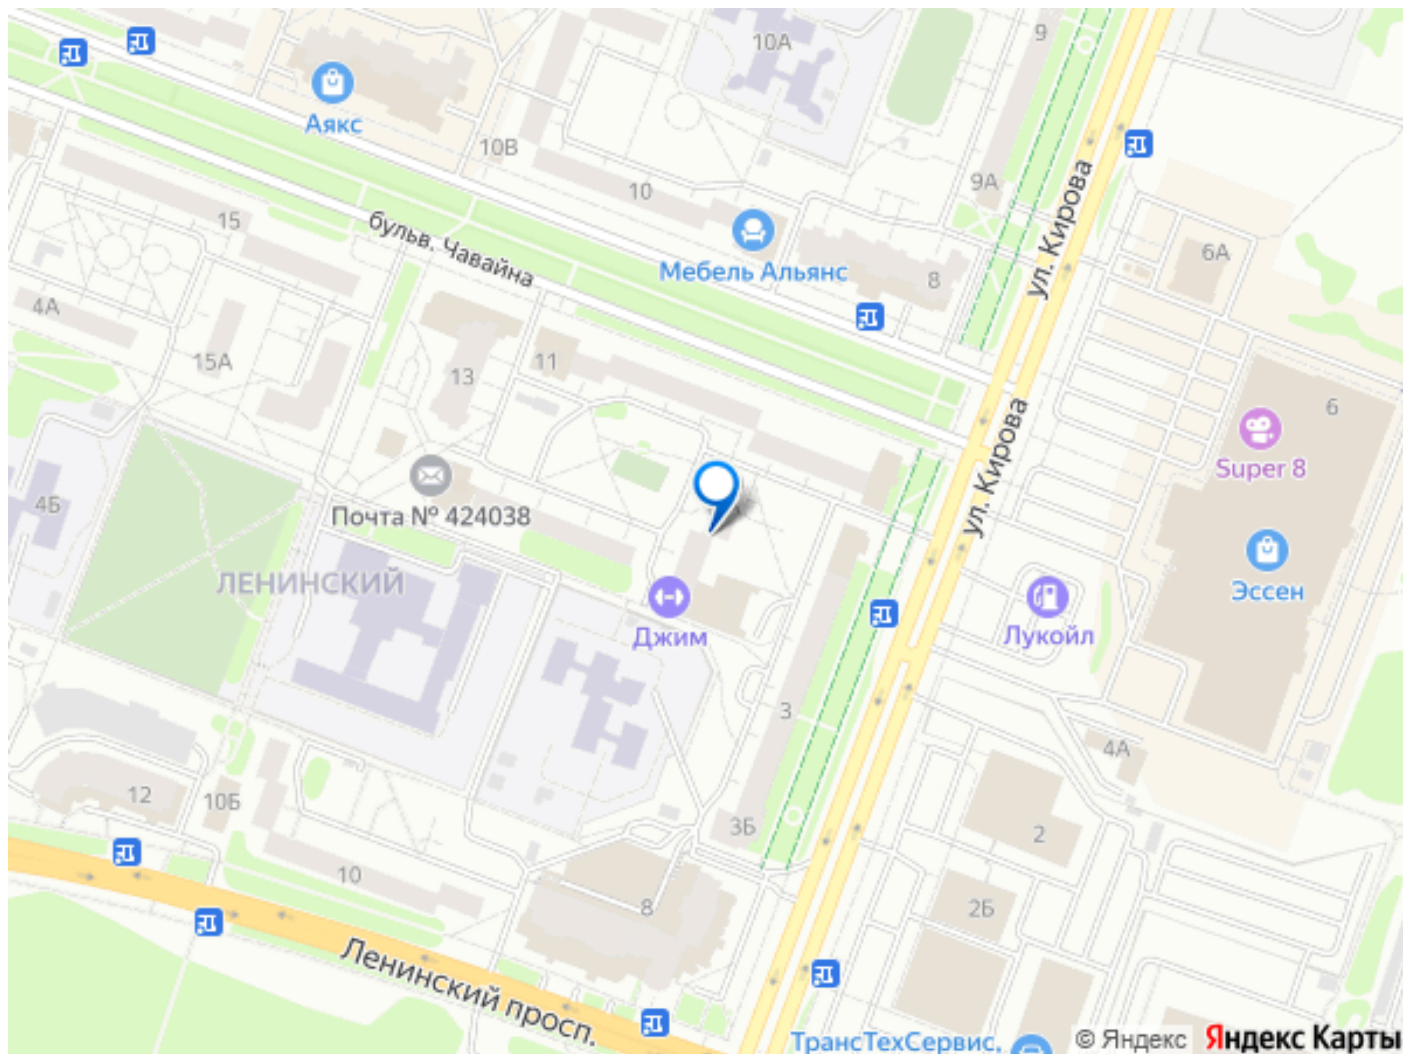 9
10А
Аякс
10В
10
9А
ул. Кирова
15
бульв. Чавайна
Мебель Альянс
8
6А
4А
15А
13
11
6
ул. Кирова
Super 8
4Б
Почта № 424038
ЛЕНИНСКИЙ
Эссен
Джим
Лукойл
3
4А
12
10Б
3Б
2
10
8
2Б
Ленинский просп.
ТрансТехСервис,
© Яндекс Яндекс Карты